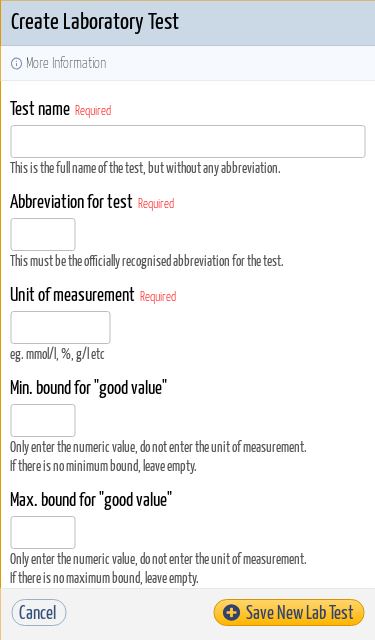 Create Laboratory Test
More Information
Test name Required
This is the full name of the test, but without any abbreviation.
Abbreviation for test Required
This must be the officially recognised abbreviation for the test.
Unit of measurement Required
eg. mmol/l, %, g/l etc
Min. bound for "good value"
Only enter the numeric value, do not enter the unit of measurement.
If there is no minimum bound, leave empty.
Max. bound for "good value"
Only enter the numeric value, do not enter the unit of measurement.
If there is no maximum bound, leave empty.
Cancel
Save New Lab Test